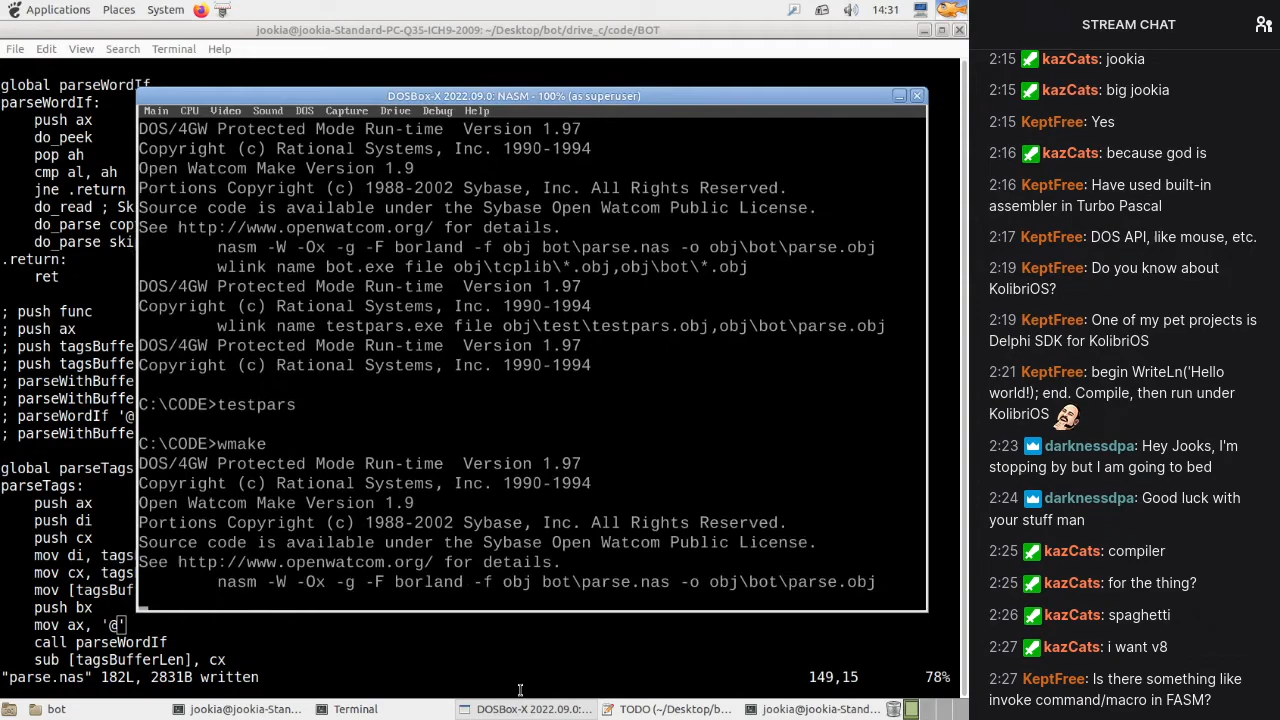 Applications Places System 14:31
jookia@jookia-Standard-PC-Q35-ICH9-2009: ~/Desktop/bot/drive_c/code/BOT
File Edit View Search Terminal Help
global parseWordIf
parseWordIf:
push ax
do_peek
pop ah
cmp al, ah
jne .return
do_read ; Sk
do_parse cop
do_parse ski
.return:
ret
; push func
; push ax
; push tagsBuffe
; push tagsBuffe
; parseWithBuffe
; parseWithBuffe
; parseWordIf '@
; parseWithBuffe
global parseTags
parseTags:
push ax
push di
push cx
mov di, tags
mov cx, tags
mov [tagsBuf
push bx
mov ax, '@'
call parseWordIf
sub [tagsBufferLen], cx
"parse.nas" 182L, 2831B written 149,15 78%
DOSBox-X 2022.09.0: NASM - 100% (as superuser)
Main CPU Video Sound DOS Capture Drive Debug Help
DOS/4GW Protected Mode Run-time Version 1.97
Copyright (c) Rational Systems, Inc. 1990-1994
Open Watcom Make Version 1.9
Portions Copyright (c) 1988-2002 Sybase, Inc. All Rights Reserved.
Source code is available under the Sybase Open Watcom Public License.
See http://www.openwatcom.org/ for details.
nasm -W -Ox -g -F borland -f obj bot\parse.nas -o obj\bot\parse.obj
wlink name bot.exe file obj\tcplib\*.obj,obj\bot\*.obj
DOS/4GW Protected Mode Run-time Version 1.97
Copyright (c) Rational Systems, Inc. 1990-1994
wlink name testpars.exe file obj\test\testpars.obj,obj\bot\parse.obj
DOS/4GW Protected Mode Run-time Version 1.97
Copyright (c) Rational Systems, Inc. 1990-1994
C:\CODE>testpars
C:\CODE>wmake
DOS/4GW Protected Mode Run-time Version 1.97
Copyright (c) Rational Systems, Inc. 1990-1994
Open Watcom Make Version 1.9
Portions Copyright (c) 1988-2002 Sybase, Inc. All Rights Reserved.
Source code is available under the Sybase Open Watcom Public License.
See http://www.openwatcom.org/ for details.
nasm -W -Ox -g -F borland -f obj bot\parse.nas -o obj\bot\parse.obj
bot jookia@jookia-Stan... Terminal DOSBox-X 2022.09.0:... TODO (~/Desktop/b... jookia@jookia-Stan...
STREAM CHAT
2:15 kazCats: jookia
2:15 kazCats: big jookia
2:15 KeptFree: Yes
2:16 kazCats: because god is
2:16 KeptFree: Have used built-in
assembler in Turbo Pascal
2:17 KeptFree: DOS API, like mouse, etc.
2:19 KeptFree: Do you know about
KolibriOS?
2:19 KeptFree: One of my pet projects is
Delphi SDK for KolibriOS
2:21 KeptFree: begin WriteLn('Hello
world!); end. Compile, then run under
KolibriOS
2:23 darknessdpa: Hey Jooks, I'm
stopping by but I am going to bed
2:24 darknessdpa: Good luck with
your stuff man
2:25 kazCats: compiler
2:25 kazCats: for the thing?
2:26 kazCats: spaghetti
2:27 kazCats: i want v8
2:27 KeptFree: Is there something like
invoke command/macro in FASM?